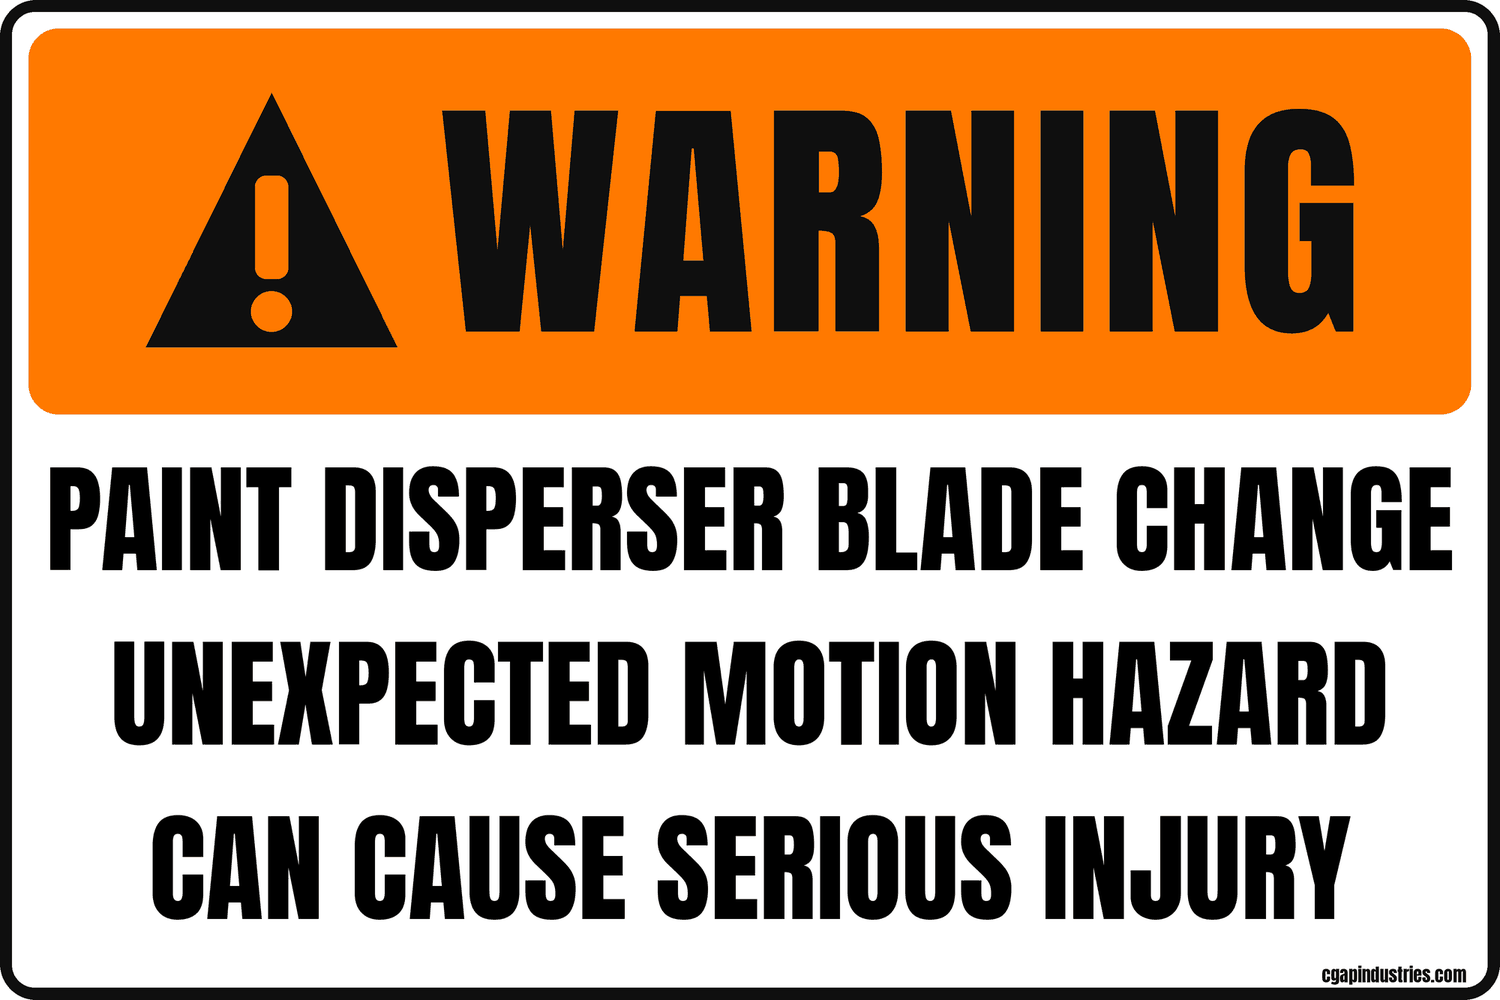 WARNING
PAINT DISPERSER BLADE CHANGE
UNEXPECTED MOTION HAZARD
CAN CAUSE SERIOUS INJURY
cgapindustries.com